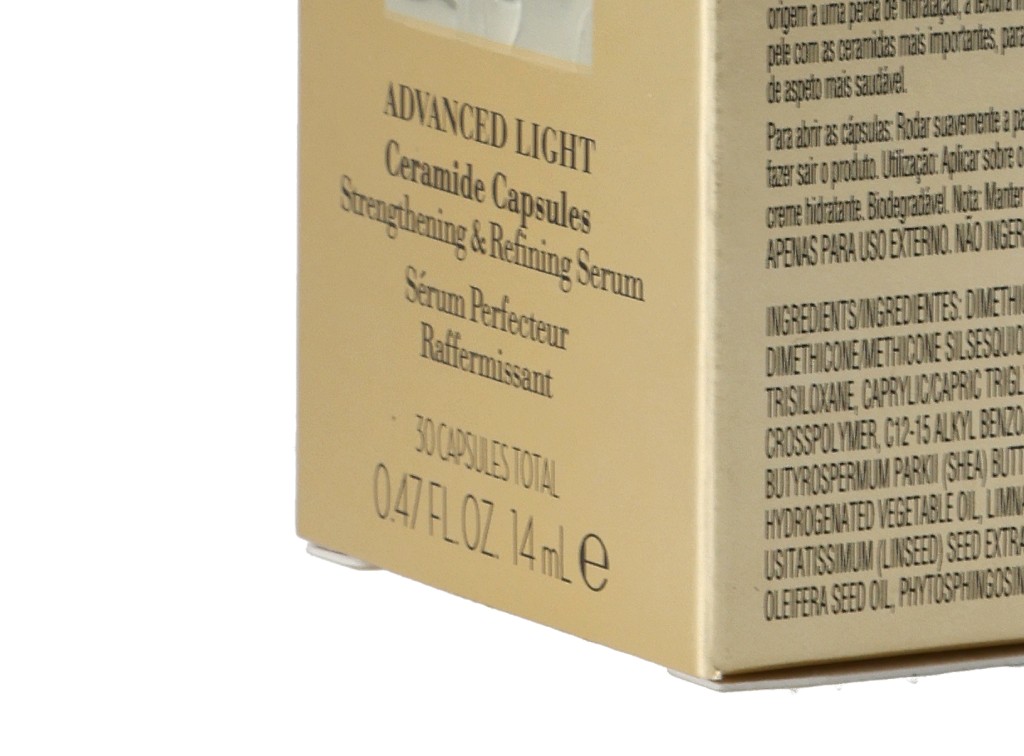 ADVANCED LIGHT
Ceramide Capsules
Strengthening & Refining Serum
Sérum Perfecteur
Raffermissant
30 CAPSULES TOTAL
0.47 FL.OZ. 14 mL ℮
origem a uma perda de hidratação, a textura
pele com as ceramidas mais importantes, para
de aspeto mais saudável.
Para abrir as cápsulas: Rodar suavemente a
fazer sair o produto. Utilização: Aplicar sobre o
creme hidratante. Biodegradável. Nota: Manter
APENAS PARA USO EXTERNO. NÃO INGER
INGREDIENTS/INGREDIENTES: DIMETHI
DIMETHICONE/METHICONE SILSESQUIO
TRISILOXANE, CAPRYLIC/CAPRIC TRIGL
CROSSPOLYMER, C12-15 ALKYL BENZO
BUTYROSPERMUM PARKII (SHEA) BUTT
HYDROGENATED VEGETABLE OIL, LIMN
USITATISSIMUM (LINSEED) SEED EXTRA
OLEIFERA SEED OIL, PHYTOSPHINGOSIN